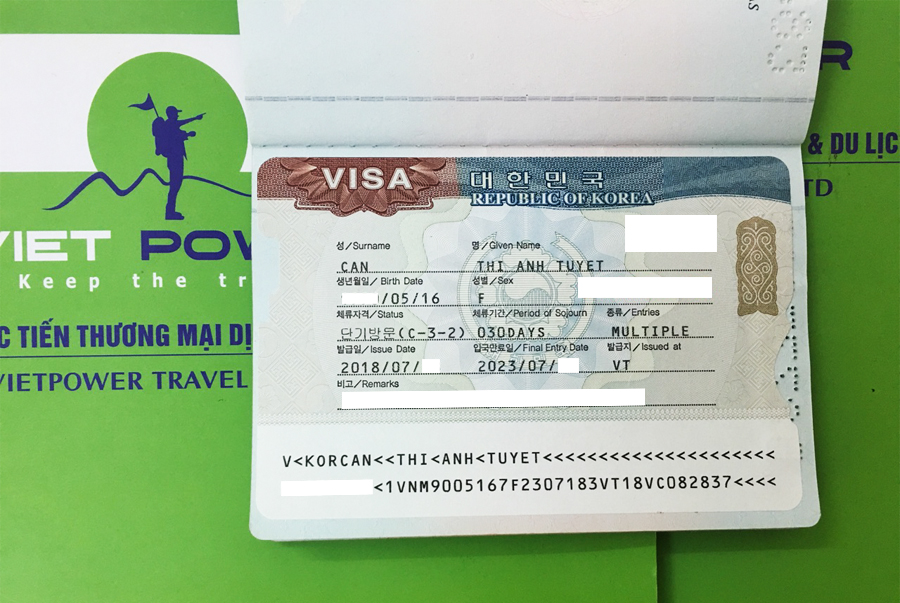 VIET POW
Keep the tr
C TIẾN THƯƠNG MẠI DỊ
VIETPOWER TRAVEL
R
& DU LỊC
TD
VISA
대한민국
REPUBLIC OF KOREA
성/Surname 명/Given Name
CAN THI ANH TUYET
생년월일/Birth Date 성별/Sex
/05/16 F
체류자격/Status 체류기간/Period of Sojourn 종류/Entries
단기방문(C-3-2) 030DAYS MULTIPLE
발급일/Issue Date 입국만료일/Final Entry Date 발급지/Issued at
2018/07/ 2023/07/ VT
비고/Remarks
V<KORCAN<<THI<ANH<TUYET<<<<<<<<<<<<<<<<<<<<<
<1VNM9005167F2307183VT18VC082837<<<<